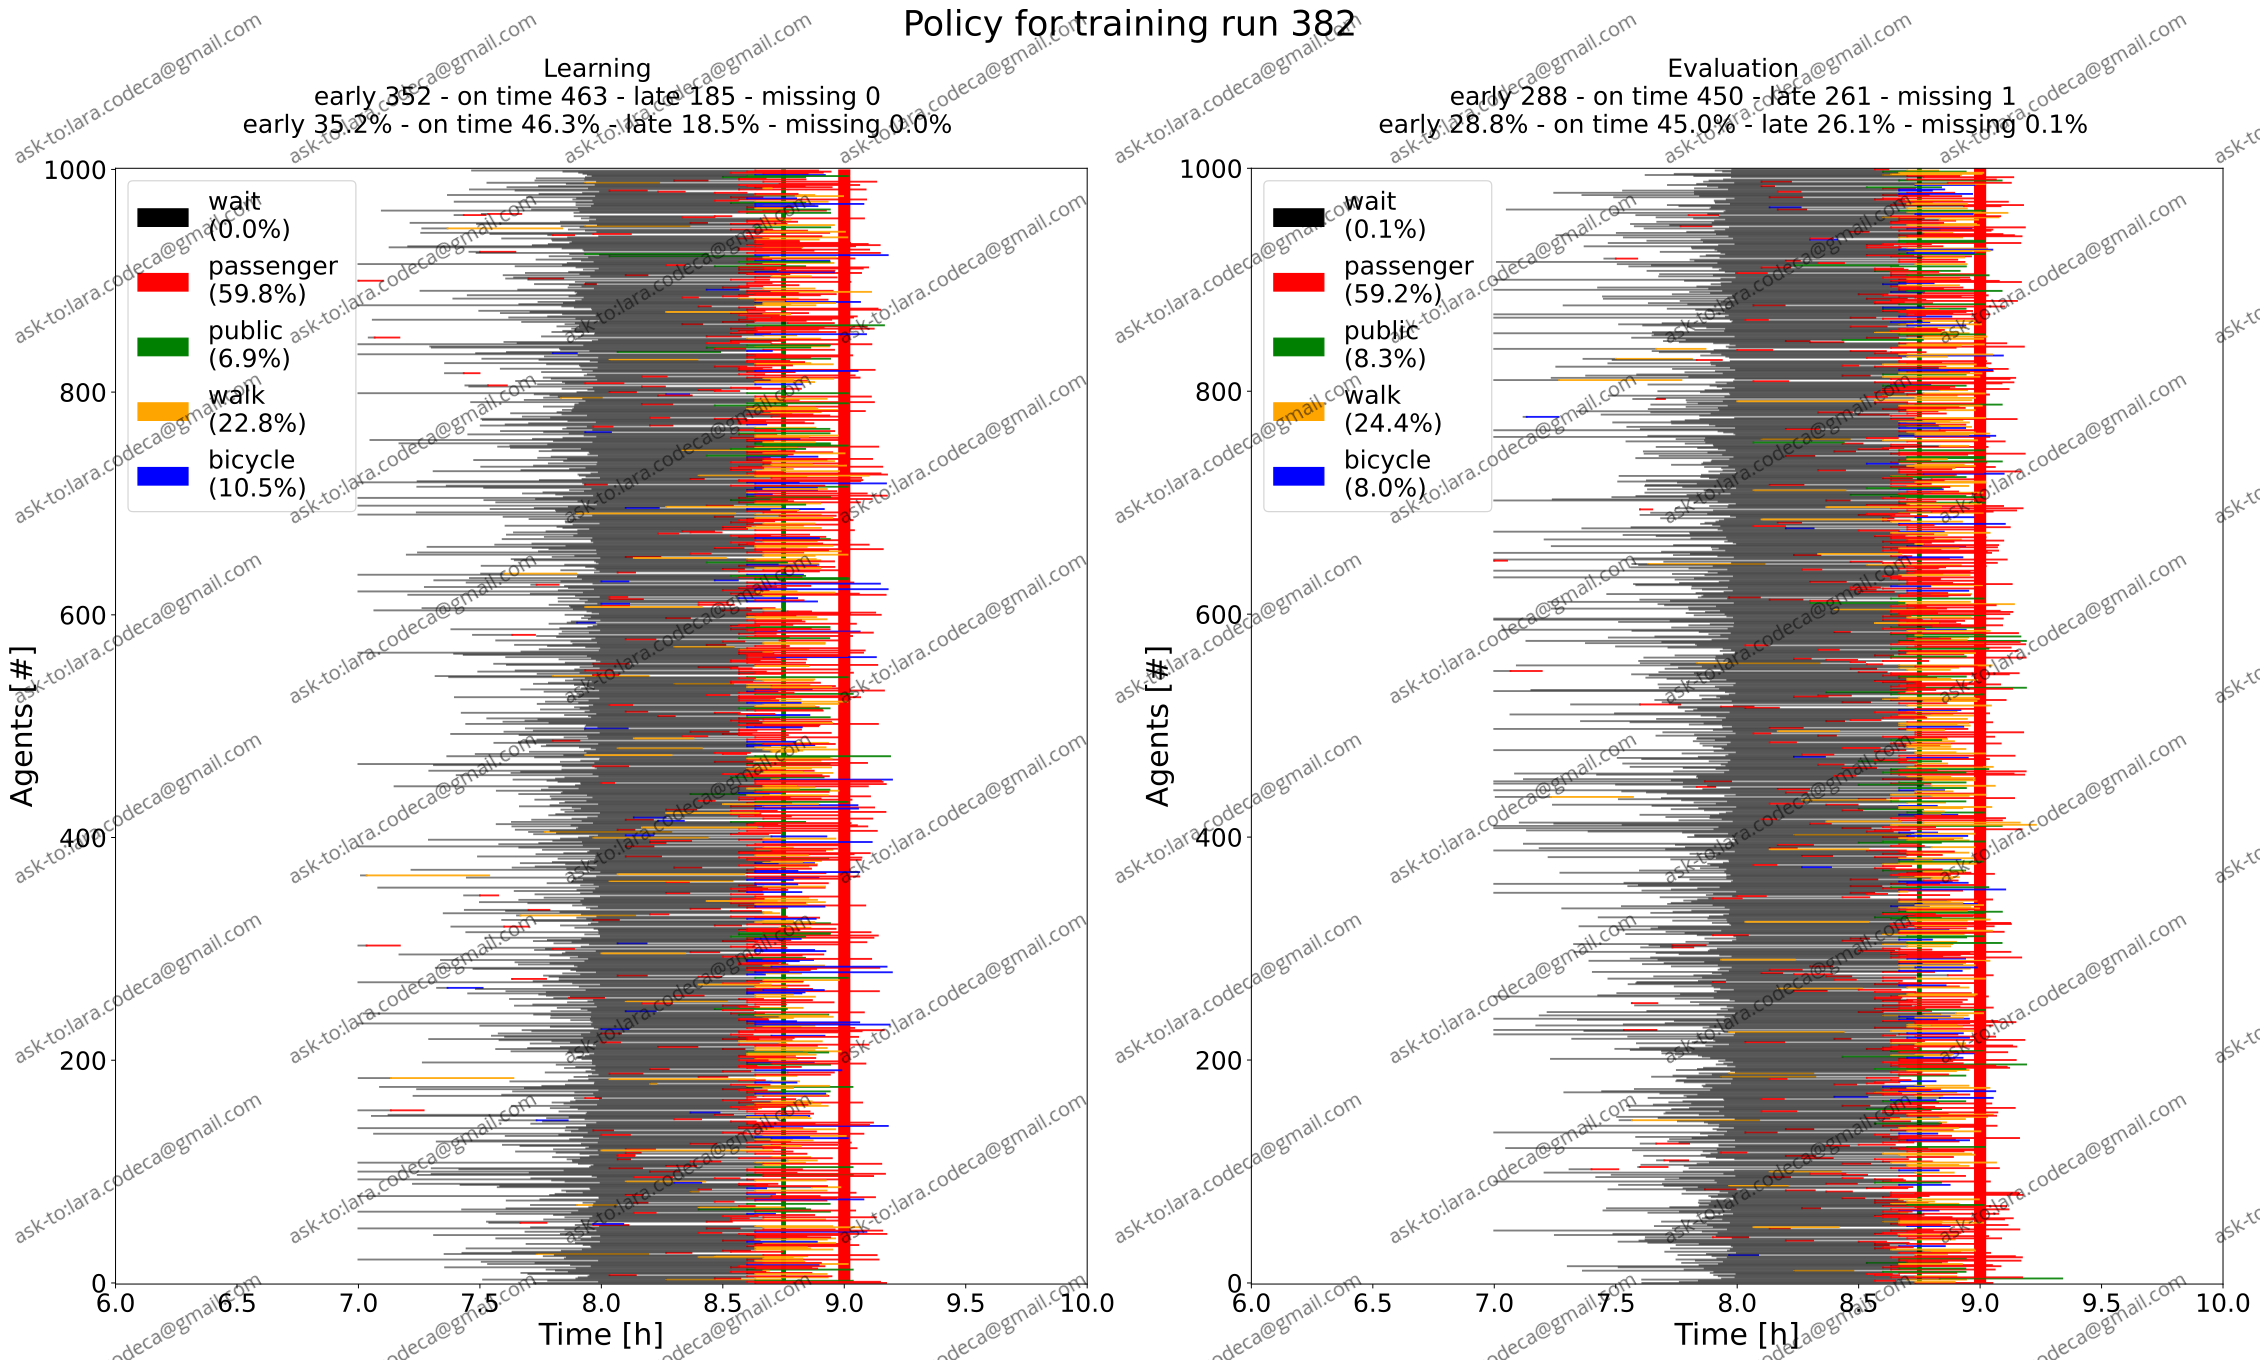 Policy for training run 382
Learning
early 352 - on time 463 - late 185 - missing 0
early 35.2% - on time 46.3% - late 18.5% - missing 0.0%
1000
800
600
400
200
0
Agents [#]
wait
(0.0%)
passenger
(59.8%)
public
(6.9%)
walk
(22.8%)
bicycle
(10.5%)
6.0 6.5 7.0 7.5 8.0 8.5 9.0 9.5 10.0
Time [h]
Evaluation
early 288 - on time 450 - late 261 - missing 1
early 28.8% - on time 45.0% - late 26.1% - missing 0.1%
1000
800
600
400
200
0
Agents [#]
wait
(0.1%)
passenger
(59.2%)
public
(8.3%)
walk
(24.4%)
bicycle
(8.0%)
6.0 6.5 7.0 7.5 8.0 8.5 9.0 9.5 10.0
Time [h]
ask-to:lara.codeca@gmail.com